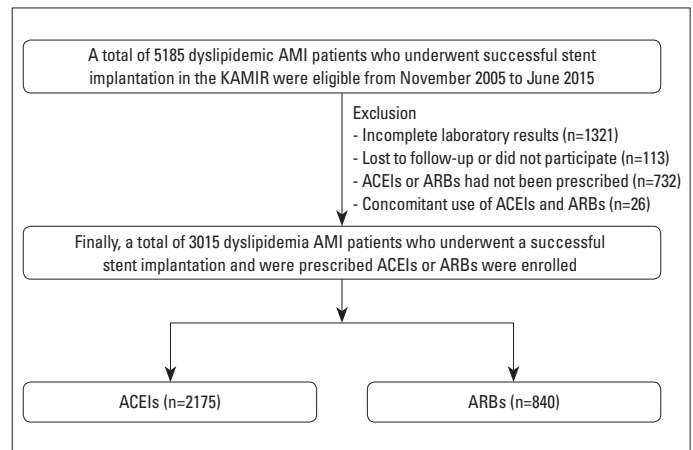 A total of 5185 dyslipidemic AMI patients who underwent successful stent
implantation in the KAMIR were eligible from November 2005 to June 2015
Exclusion
- Incomplete laboratory results (n=1321)
- Lost to follow-up or did not participate (n=113)
- ACEIs or ARBs had not been prescribed (n=732)
- Concomitant use of ACEIs and ARBs (n=26)
Finally, a total of 3015 dyslipidemia AMI patients who underwent a successful
stent implantation and were prescribed ACEIs or ARBs were enrolled
ACEIs (n=2175)
ARBs (n=840)